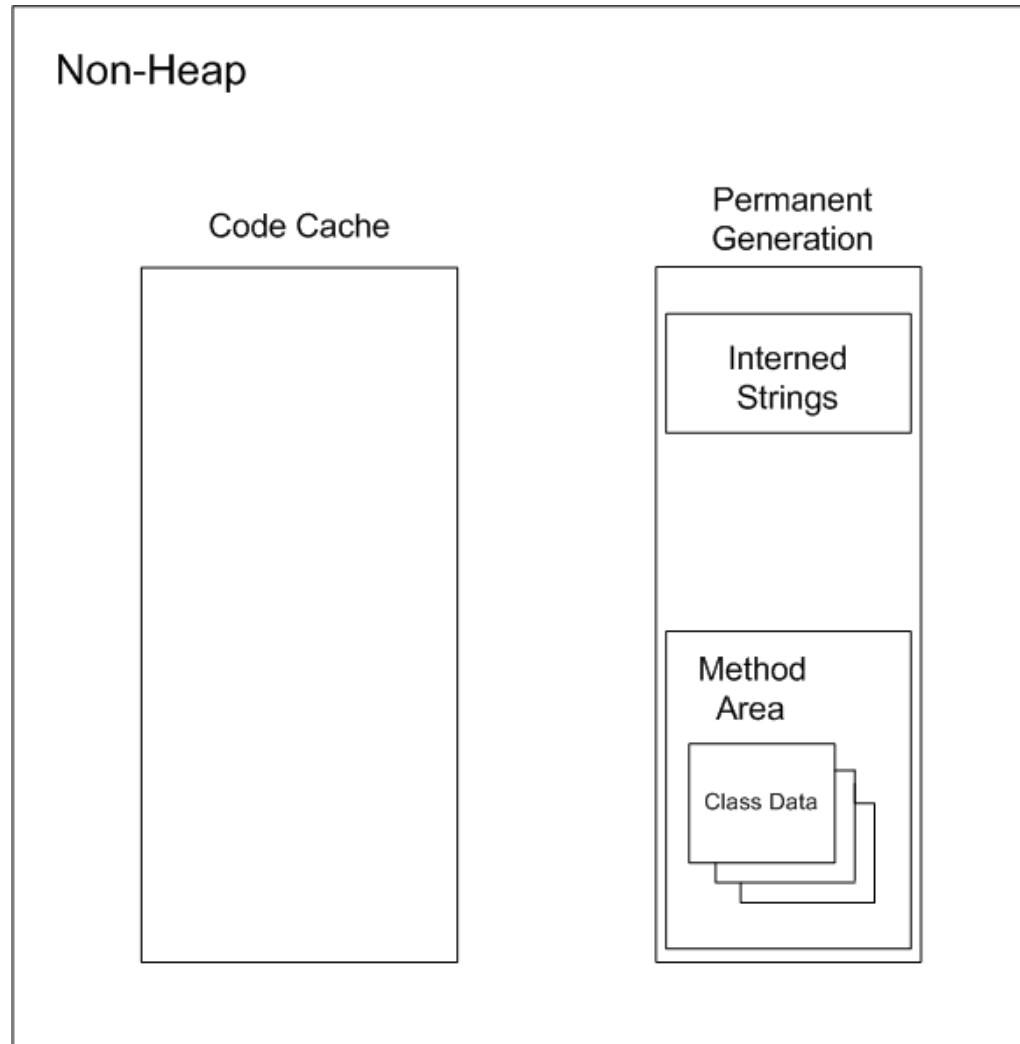 Non-Heap
Code Cache
Permanent
Generation
Interned
Strings
Method
Area
Class Data